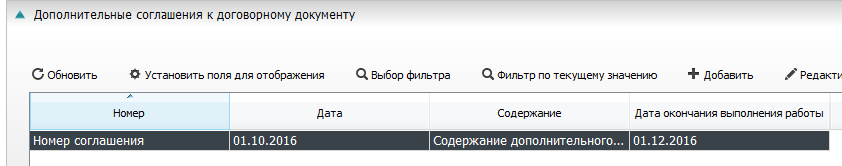 Дополнительные соглашения к договорному документу
Обновить Установить поля для отображения Выбор фильтра Фильтр по текущему значению Добавить Редакти
Номер Дата Содержание Дата окончания выполнения работы
Номер соглашения 01.10.2016 Содержание дополнительного... 01.12.2016